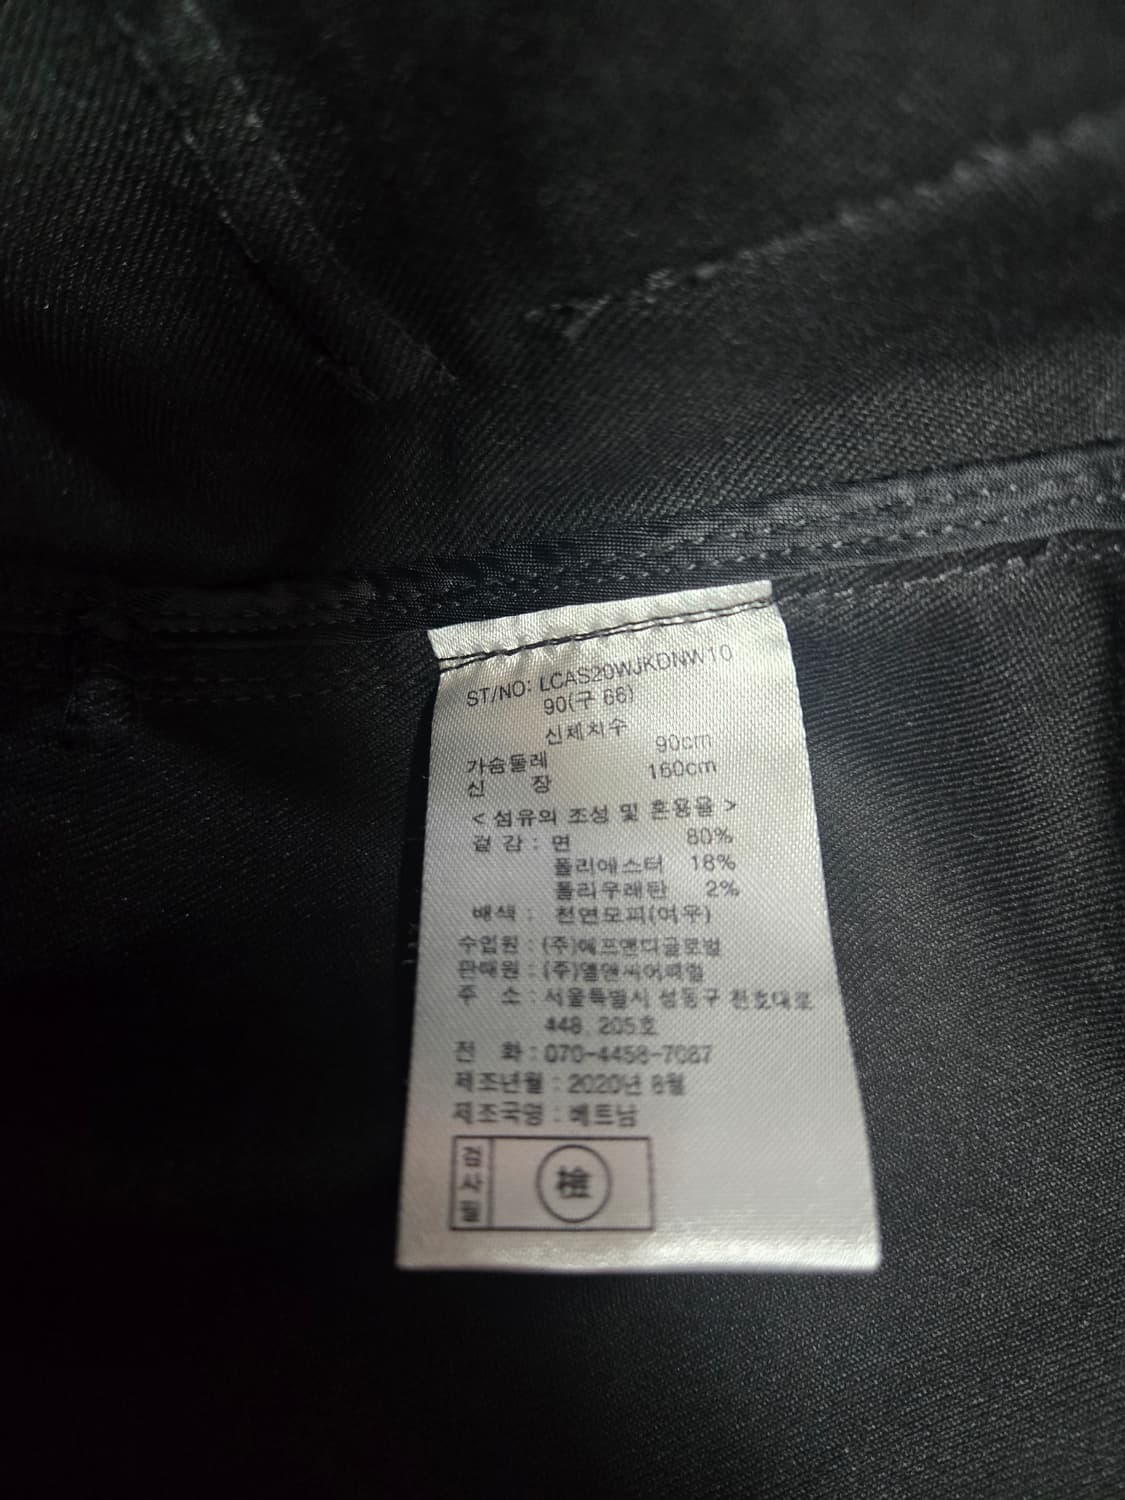 ST/NO: LCAS20WJKDNW10
90(구 66)
신체치수
가슴둘레 90cm
신 장 160cm
< 섬유의 조성 및 혼용율 >
겉 감 : 면 80%
폴리에스터 18%
폴리우레탄 2%
배색 : 천연모피(여우)
수입원 : (주)에프앤디글로벌
판매원 : (주)엘앤씨어패럴
주 소 : 서울특별시 성동구 천호대로
448, 205호
전 화 : 070-4458-7087
제조년월 : 2020년 8월
제조국명 : 베트남
검사필 檢